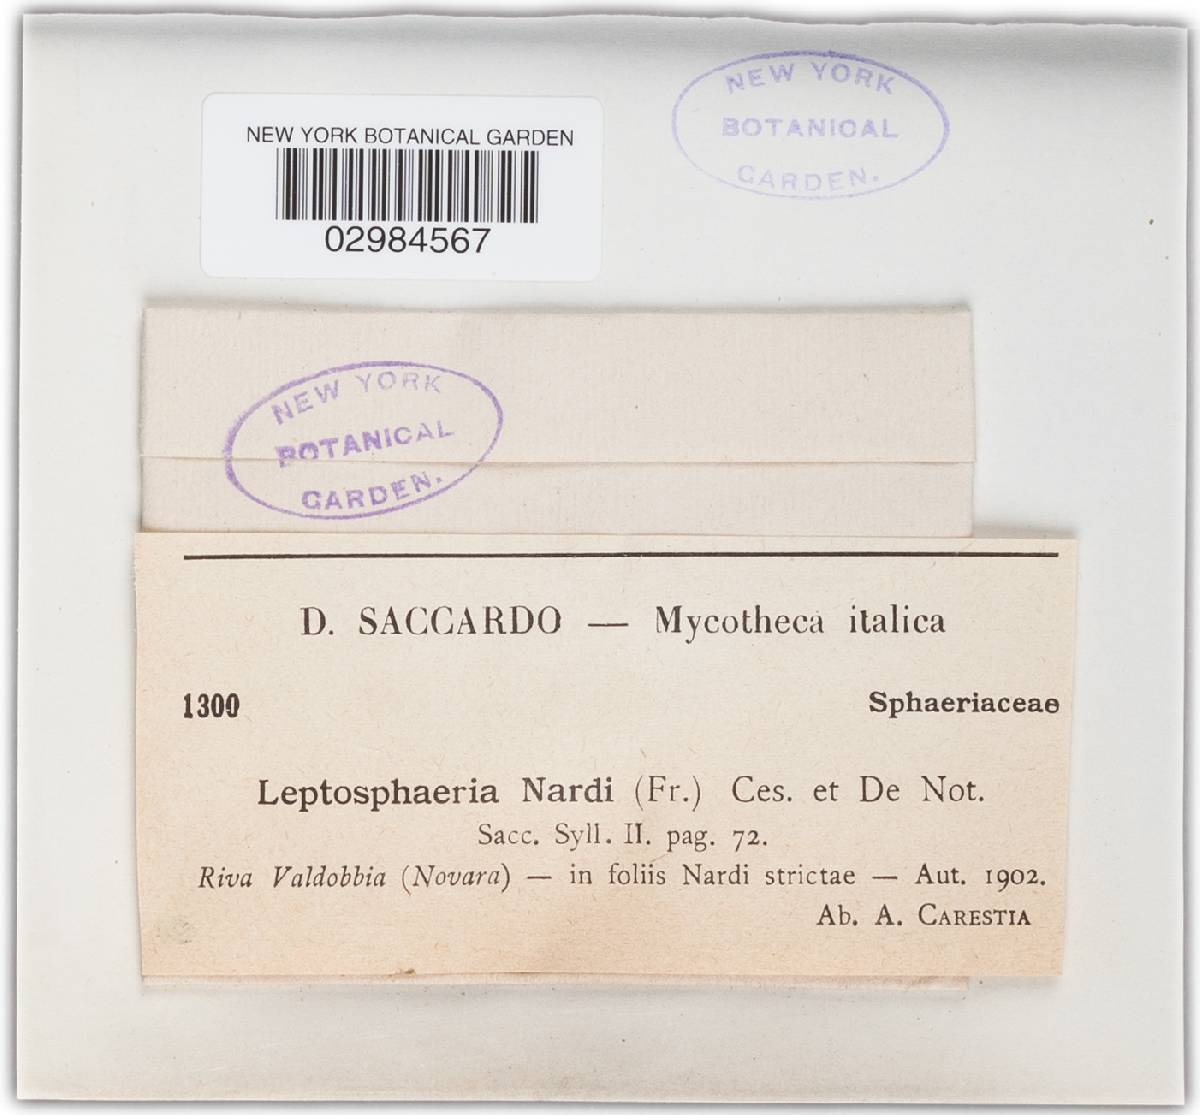 NEW YORK BOTANICAL GARDEN
02984567
NEW YORK
BOTANICAL
GARDEN.
NEW YORK
BOTANICAL
GARDEN.
D. SACCARDO — Mycotheca italica
1300
Sphaeriaceae
Leptosphaeria Nardi (Fr.) Ces. et De Not.
Sacc. Syll. II. pag. 72.
Riva Valdobbia (Novara) — in foliis Nardi strictae — Aut. 1902.
Ab. A. CARESTIA